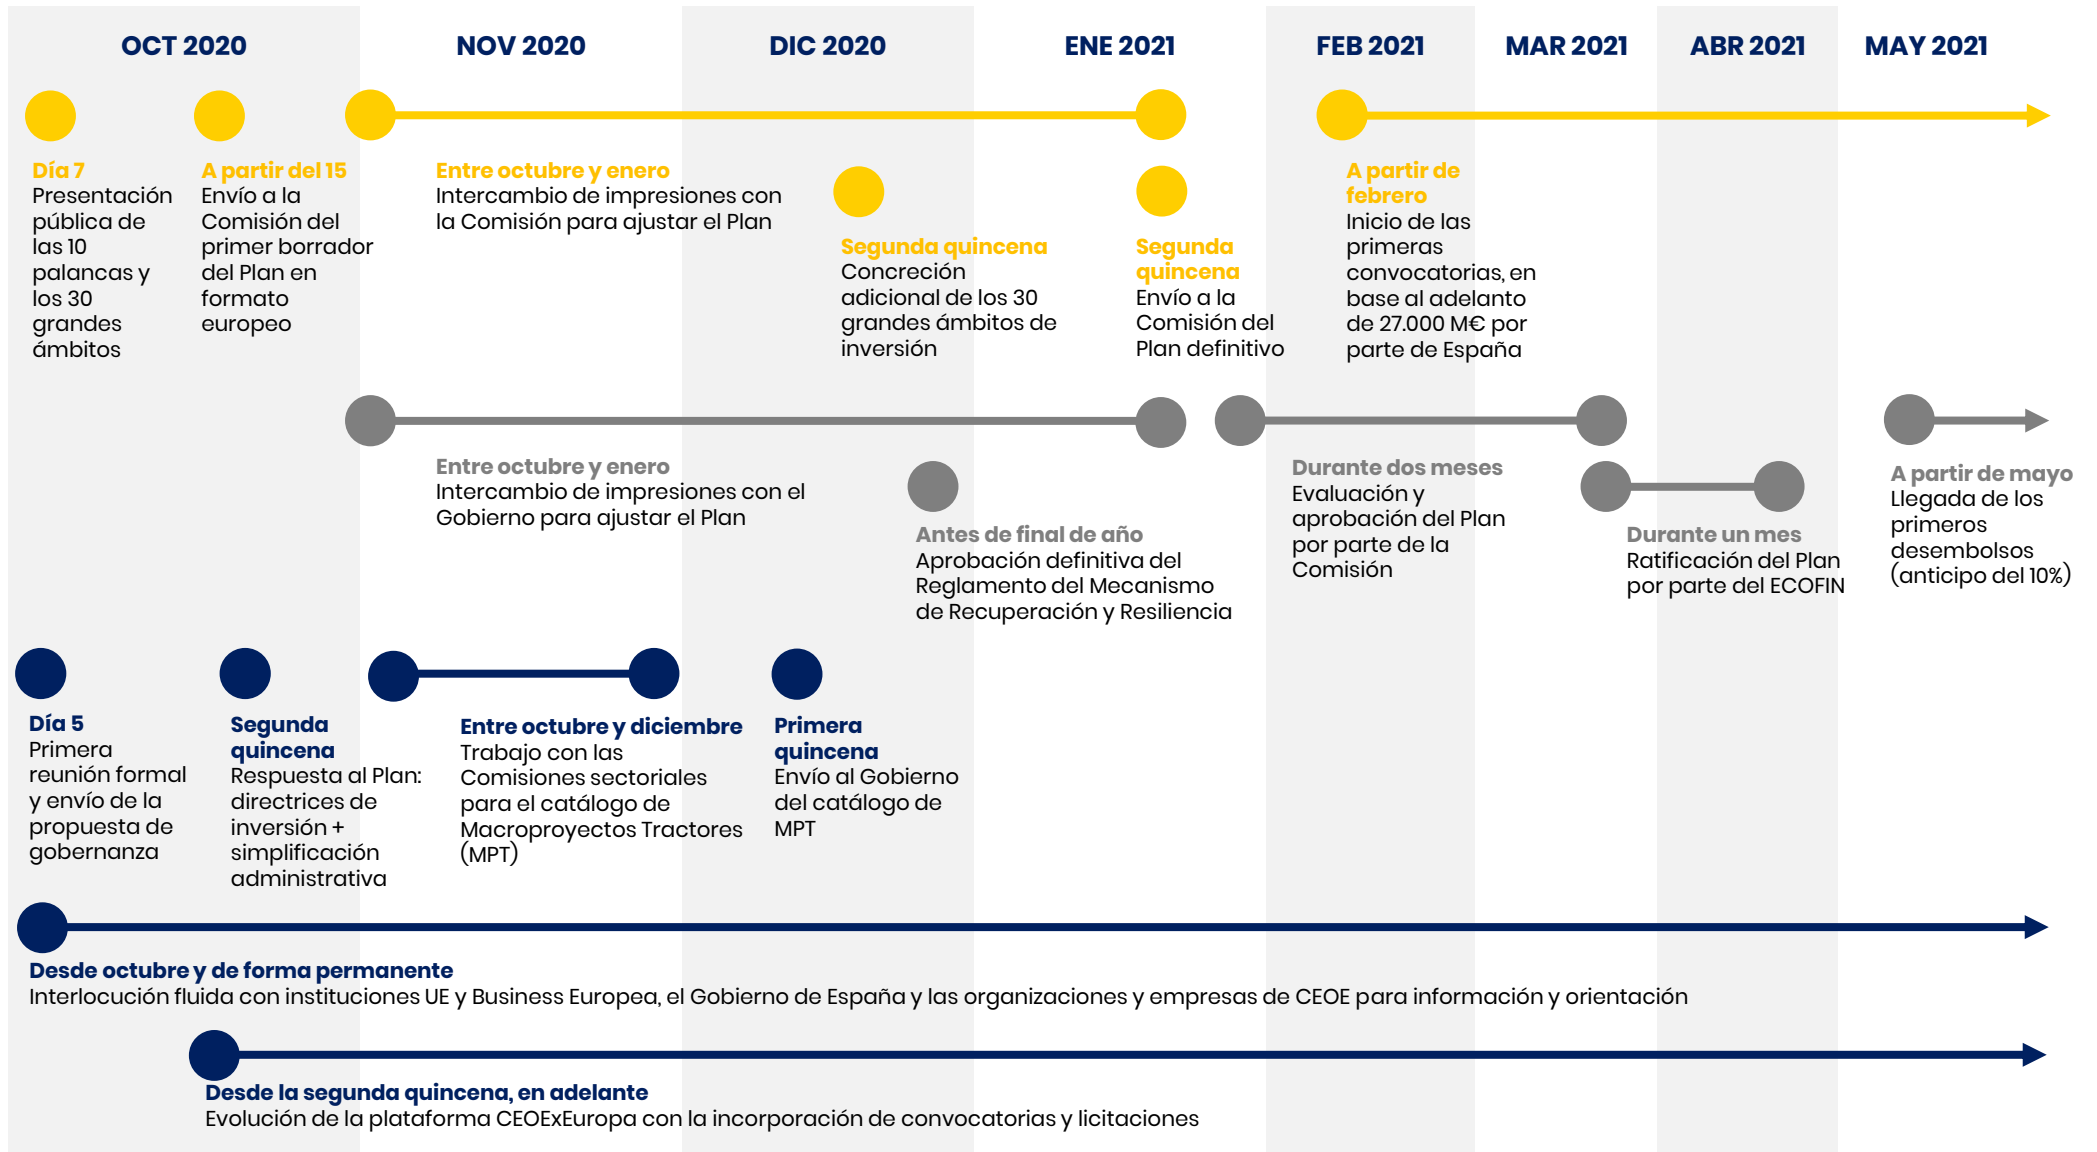 OCT 2020
NOV 2020
DIC 2020
ENE 2021
FEB 2021
MAR 2021
ABR 2021
MAY 2021
Día 7
Presentación
pública de
las 10
palancas y
los 30
grandes
ámbitos
A partir del 15
Envío a la
Comisión del
primer borrador
del Plan en
formato
europeo
Entre octubre y enero
Intercambio de impresiones con
la Comisión para ajustar el Plan
Segunda quincena
Concreción
adicional de los 30
grandes ámbitos de
inversión
Segunda
quincena
Envío a la
Comisión del
Plan definitivo
A partir de
febrero
Inicio de las
primeras
convocatorias, en
base al adelanto
de 27.000 M€ por
parte de España
Entre octubre y enero
Intercambio de impresiones con el
Gobierno para ajustar el Plan
Antes de final de año
Aprobación definitiva del
Reglamento del Mecanismo
de Recuperación y Resiliencia
Durante dos meses
Evaluación y
aprobación del Plan
por parte de la
Comisión
Durante un mes
Ratificación del Plan
por parte del ECOFIN
A partir de mayo
Llegada de los
primeros
desembolsos
(anticipo del 10%)
Día 5
Primera
reunión formal
y envío de la
propuesta de
gobernanza
Segunda
quincena
Respuesta al Plan:
directrices de
inversión +
simplificación
administrativa
Entre octubre y diciembre
Trabajo con las
Comisiones sectoriales
para el catálogo de
Macroproyectos Tractores
(MPT)
Primera
quincena
Envío al Gobierno
del catálogo de
MPT
Desde octubre y de forma permanente
Interlocución fluida con instituciones UE y Business Europea, el Gobierno de España y las organizaciones y empresas de CEOE para información y orientación
Desde la segunda quincena, en adelante
Evolución de la plataforma CEOExEuropa con la incorporación de convocatorias y licitaciones